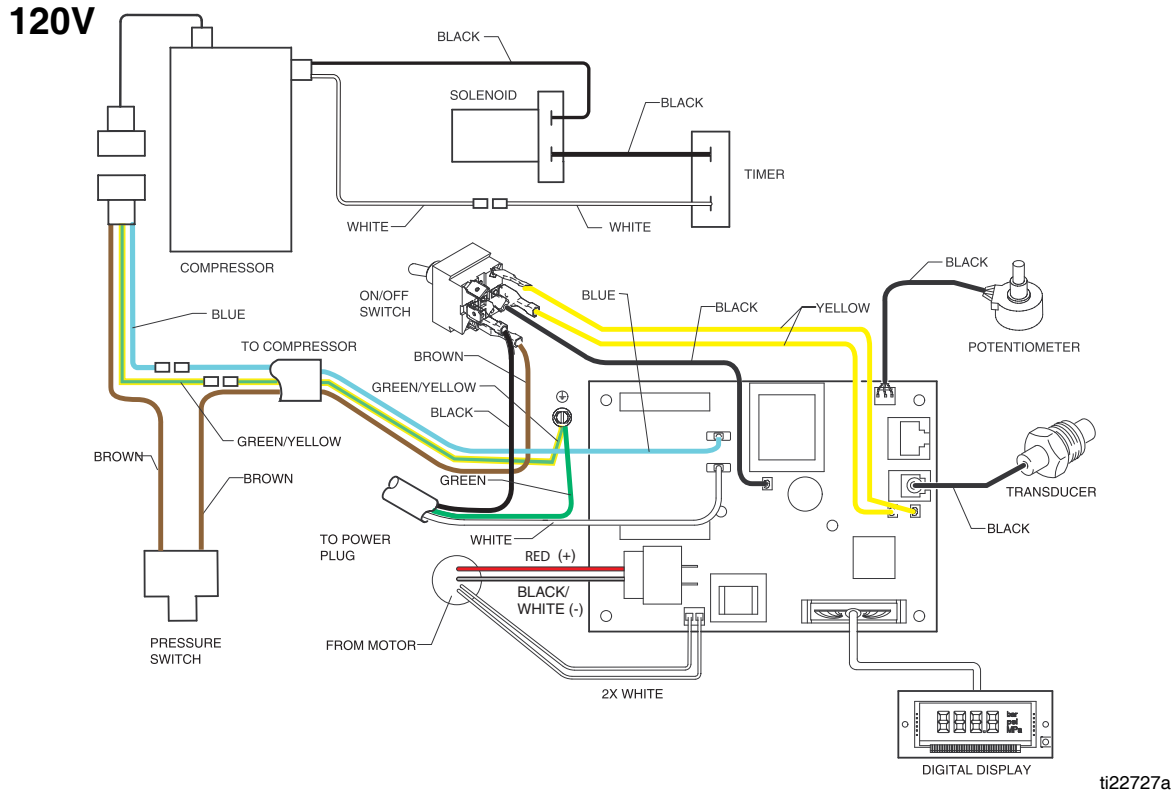 120V
BLACK
SOLENOID
BLACK
TIMER
WHITE
WHITE
COMPRESSOR
BLACK
ON/OFF
SWITCH
BLUE
BLACK
YELLOW
POTENTIOMETER
BLUE
TO COMPRESSOR
BROWN
GREEN/YELLOW
BLACK
GREEN/YELLOW
BROWN
BROWN
GREEN
TRANSDUCER
BLACK
TO POWER
PLUG
WHITE
RED (+)
BLACK/
WHITE (-)
FROM MOTOR
PRESSURE
SWITCH
2X WHITE
8888
bar
psi
MPa
DIGITAL DISPLAY
ti22727a